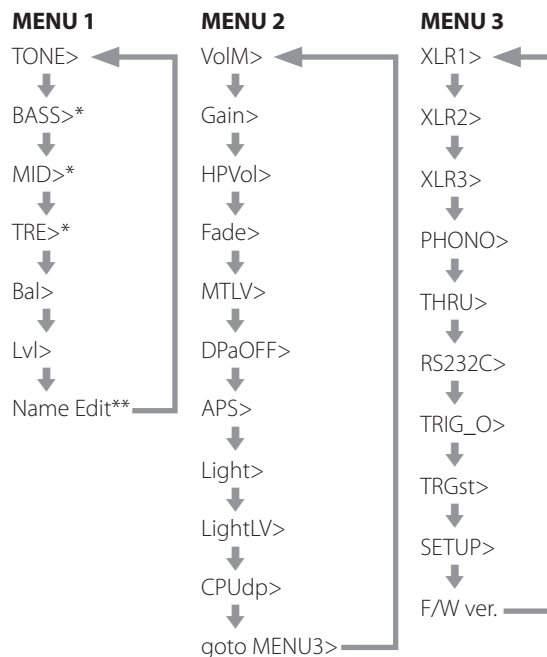 MENU 1
TONE>
BASS>*
MID>*
TRE>*
Bal>
Lvl>
Name Edit**
MENU 2
VolM>
Gain>
HPVol>
Fade>
MTLV>
DPaOFF>
APS>
Light>
LightLV>
CPUdp>
goto MENU3>
MENU 3
XLR1>
XLR2>
XLR3>
PHONO>
THRU>
RS232C>
TRIG_O>
TRGst>
SETUP>
F/W ver.